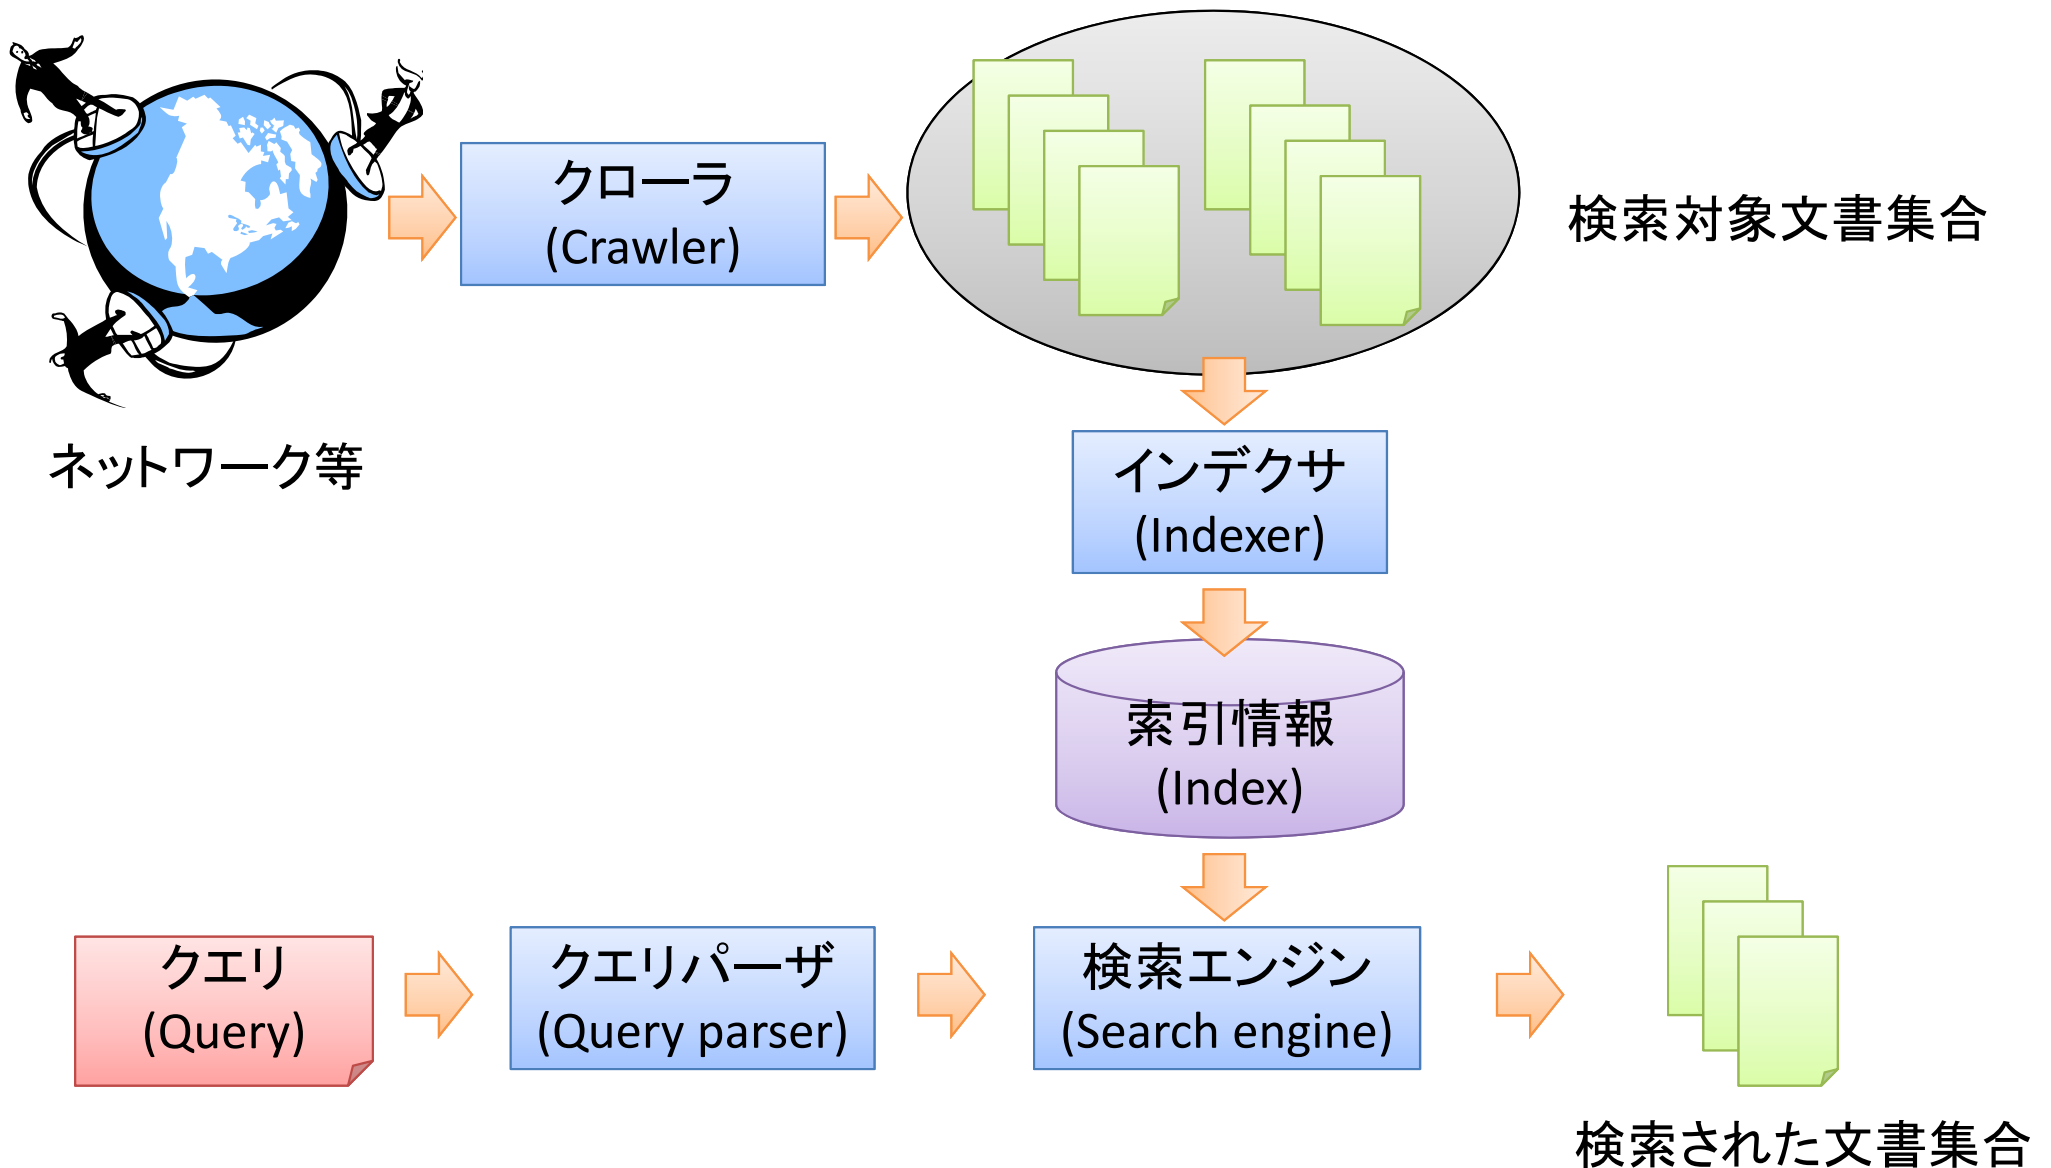 クローラ
(Crawler)
検索対象文書集合
ネットワーク等
インデクサ
(Indexer)
索引情報
(Index)
クエリ
(Query)
クエリパーザ
(Query parser)
検索エンジン
(Search engine)
検索された文書集合